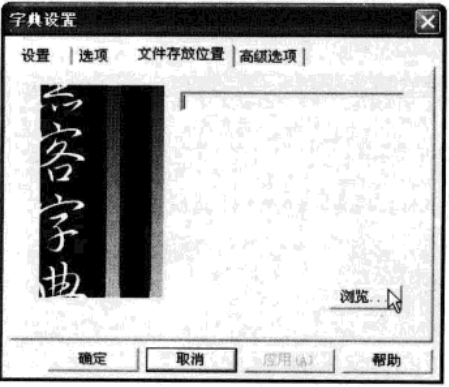 字典设置
设置
选项
文件存放位置
高级选项
黑客字典
浏览...
确定
取消
应用(A)
帮助